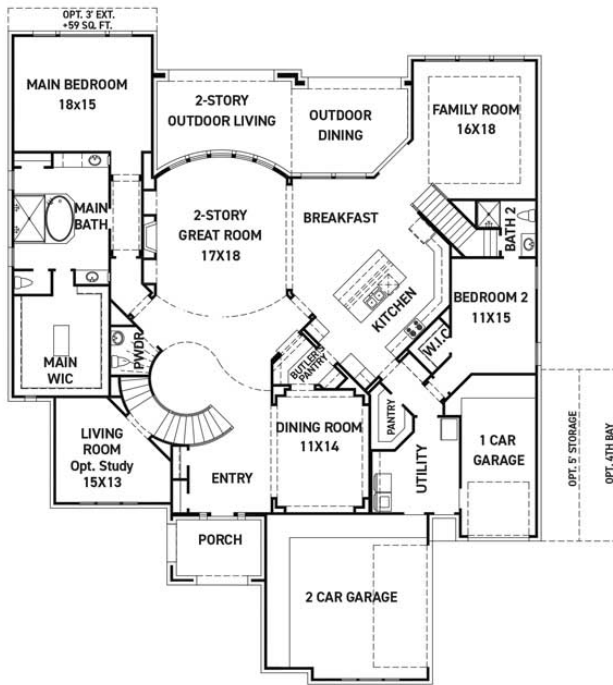 OPT. 3' EXT.
+59 SQ. FT.
MAIN BEDROOM
18x15
2-STORY
OUTDOOR LIVING
OUTDOOR
DINING
FAMILY ROOM
16X18
MAIN
BATH
2-STORY
GREAT ROOM
17X18
BREAKFAST
BATH 2
KITCHEN
BEDROOM 2
11X15
W.I.C
MAIN
WIC
PWDR
BUTLER'S
PANTRY
LIVING
ROOM
Opt. Study
15X13
DINING ROOM
11X14
PANTRY
1 CAR
GARAGE
OPT. 5' STORAGE
OPT. 4TH BAY
ENTRY
UTILITY
PORCH
2 CAR GARAGE